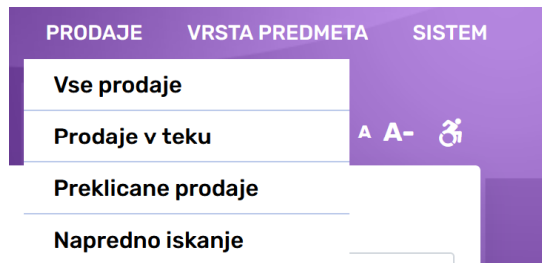 PRODAJE VRSTA PREDMETA SISTEM
Vse prodaje
Prodaje v teku
A A-
Preklicane prodaje
Napredno iskanje